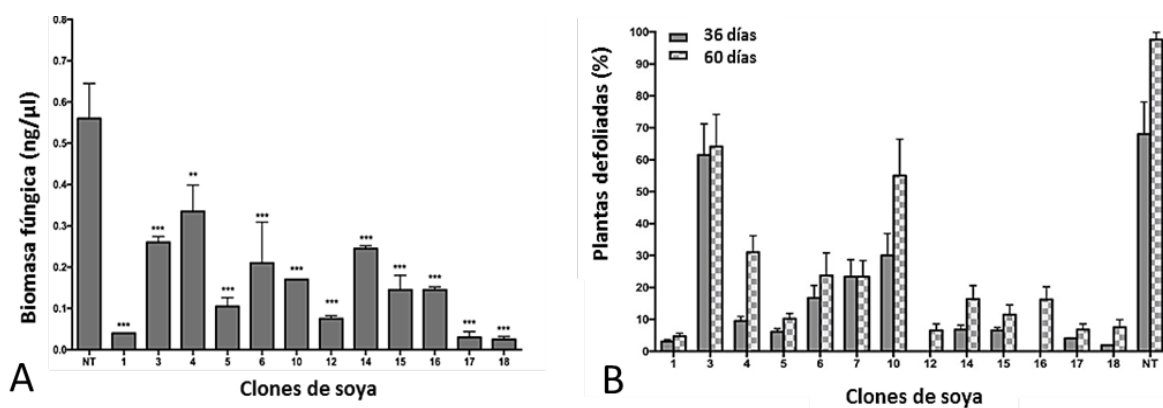 0.8
0.7
0.6
0.5
0.4
0.3
0.2
0.1
0.0
Biomasa fúngica (ng/µl)
*** *** ** *** *** *** *** *** *** *** *** ***
NT 1 3 4 5 6 10 12 14 15 16 17 18
Clones de soya
A
36 días
60 días
100
90
80
70
60
50
40
30
20
10
0
Plantas defoliadas (%)
1 3 4 5 6 7 10 12 14 15 16 17 18 NT
Clones de soya
B